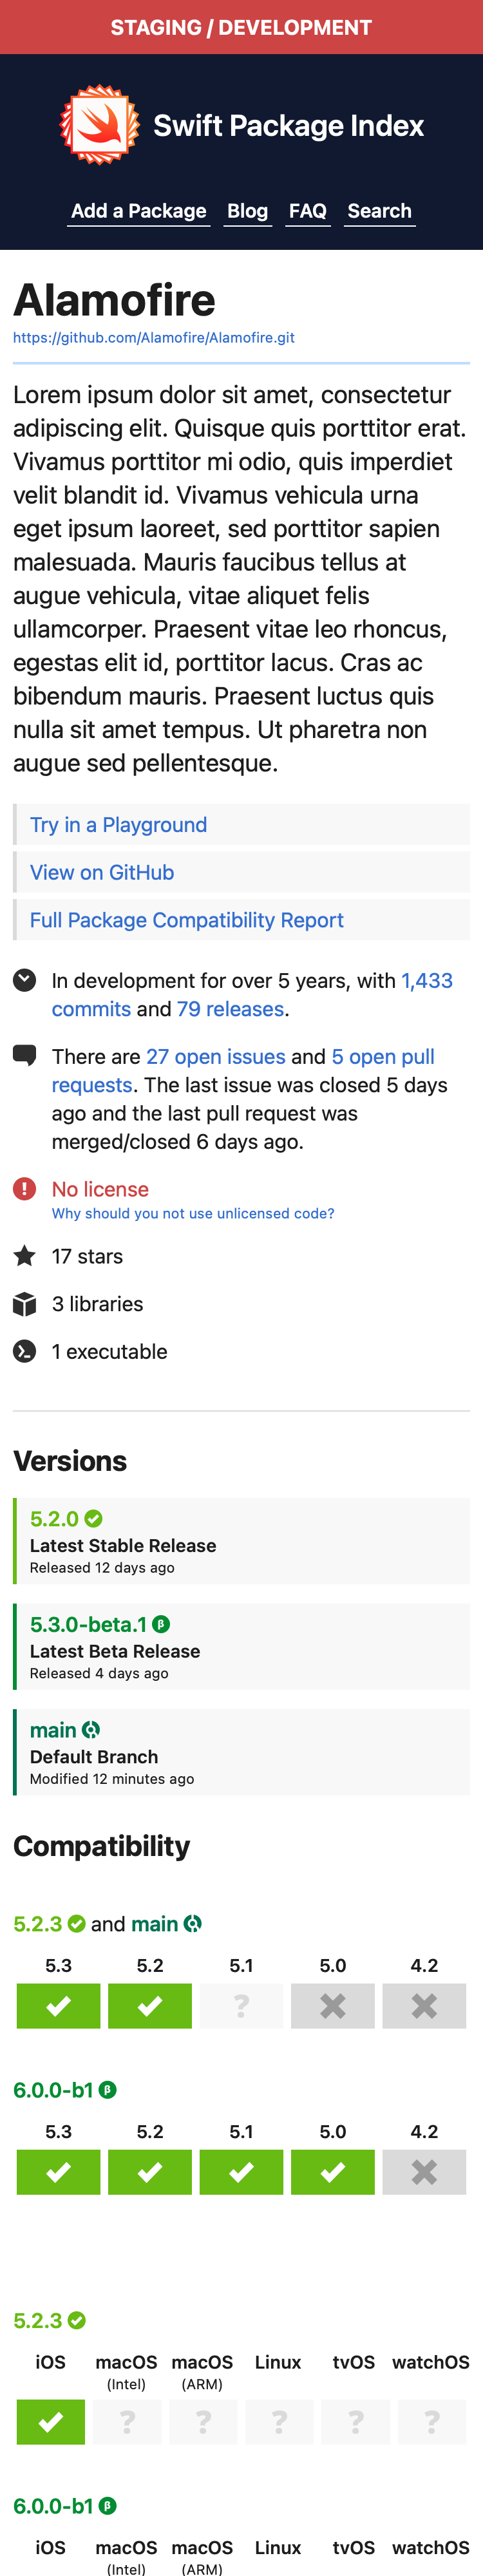 STAGING / DEVELOPMENT
Swift Package Index
Add a Package Blog FAQ Search
Alamofire
https://github.com/Alamofire/Alamofire.git
Lorem ipsum dolor sit amet, consectetur
adipiscing elit. Quisque quis porttitor erat.
Vivamus porttitor mi odio, quis imperdiet
velit blandit id. Vivamus vehicula urna
eget ipsum laoreet, sed porttitor sapien
malesuada. Mauris faucibus tellus at
augue vehicula, vitae aliquet felis
ullamcorper. Praesent vitae leo rhoncus,
egestas elit id, porttitor lacus. Cras ac
bibendum mauris. Praesent luctus quis
nulla sit amet tempus. Ut pharetra non
augue sed pellentesque.
Try in a Playground
View on GitHub
Full Package Compatibility Report
In development for over 5 years, with 1,433
commits and 79 releases.
There are 27 open issues and 5 open pull
requests. The last issue was closed 5 days
ago and the last pull request was
merged/closed 6 days ago.
No license
Why should you not use unlicensed code?
17 stars
3 libraries
1 executable
Versions
5.2.0
Latest Stable Release
Released 12 days ago
5.3.0-beta.1 β
Latest Beta Release
Released 4 days ago
main
Default Branch
Modified 12 minutes ago
Compatibility
5.2.3 and main
5.3 5.2 5.1 5.0 4.2
?
6.0.0-b1 β
5.3 5.2 5.1 5.0 4.2
5.2.3
iOS macOS macOS Linux tvOS watchOS
(Intel) (ARM)
? ? ? ? ?
6.0.0-b1 β
iOS macOS macOS Linux tvOS watchOS
(Intel) (ARM)